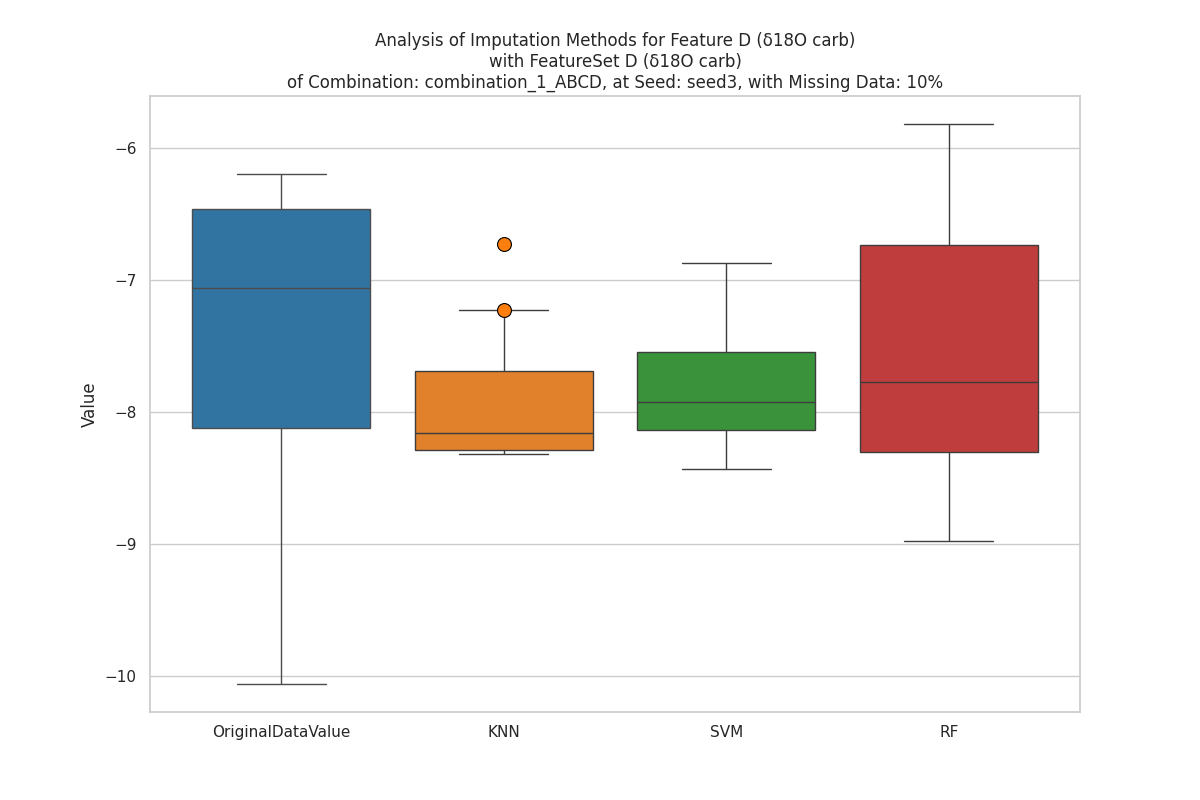 Analysis of Imputation Methods for Feature D (δ18O carb)
with FeatureSet D (δ18O carb)
of Combination: combination_1_ABCD, at Seed: seed3, with Missing Data: 10%
−6
−7
−8
−9
−10
Value
OriginalDataValue
KNN
SVM
RF